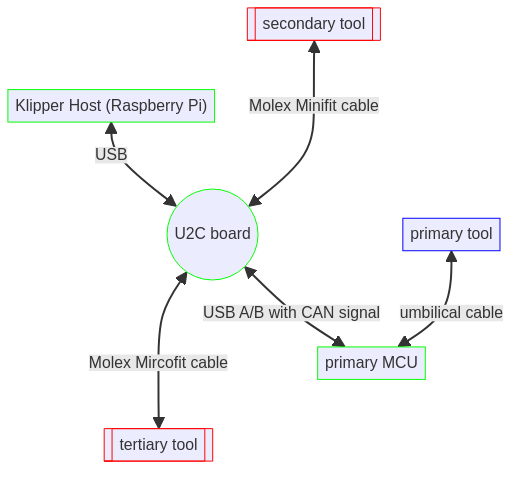 secondary tool
Klipper Host (Raspberry Pi)
Molex Minifit cable
USB
U2C board
primary tool
USB A/B with CAN signal
umbilical cable
Molex Mircofit cable
primary MCU
tertiary tool